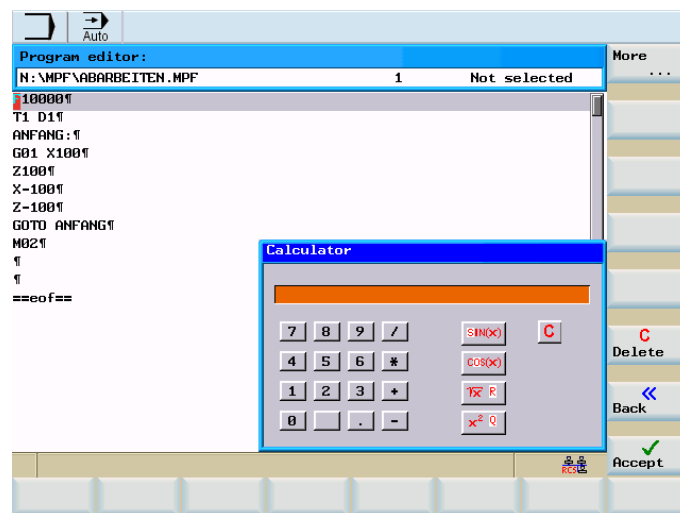 Auto
Program editor:
N:\MPF\ABARBEITEN.MPF 1 Not selected
10000¶
T1 D1¶
ANFANG:¶
G01 X100¶
Z100¶
X-100¶
Z-100¶
GOTO ANFANG¶
M02¶
¶
¶
==eof==
Calculator
7 8 9 / SIN(x) C
4 5 6 * COS(x)
1 2 3 + √x R
0 . - x² Q
More
...
C
Delete
«
Back
Accept
RCS